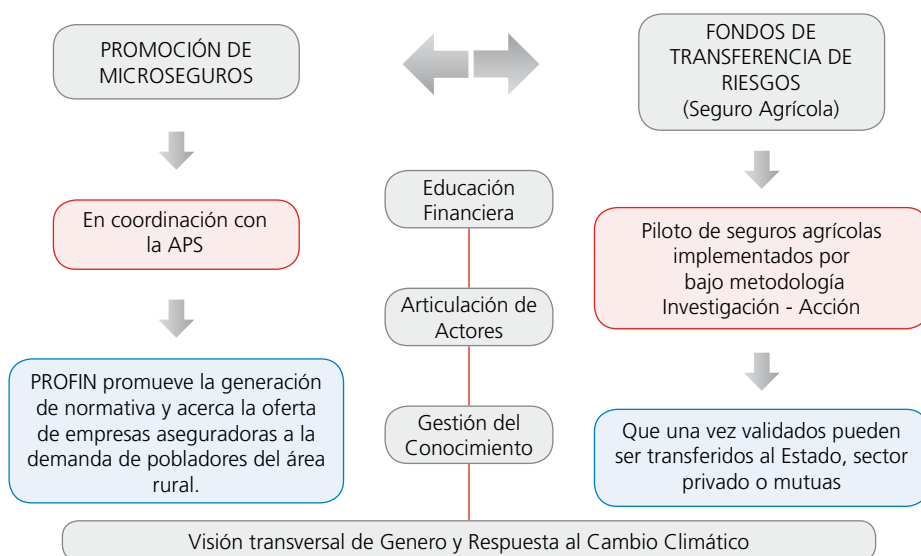 PROMOCIÓN DE
MICROSEGUROS
FONDOS DE
TRANSFERENCIA DE
RIESGOS
(Seguro Agrícola)
En coordinación con
la APS
Educación
Financiera
Piloto de seguros agrícolas
implementados por
bajo metodología
Investigación - Acción
Articulación de
Actores
PROFIN promueve la generación
de normativa y acerca la oferta
de empresas aseguradoras a la
demanda de pobladores del área
rural.
Gestión del
Conocimiento
Que una vez validados pueden
ser transferidos al Estado, sector
privado o mutuas
Visión transversal de Genero y Respuesta al Cambio Climático